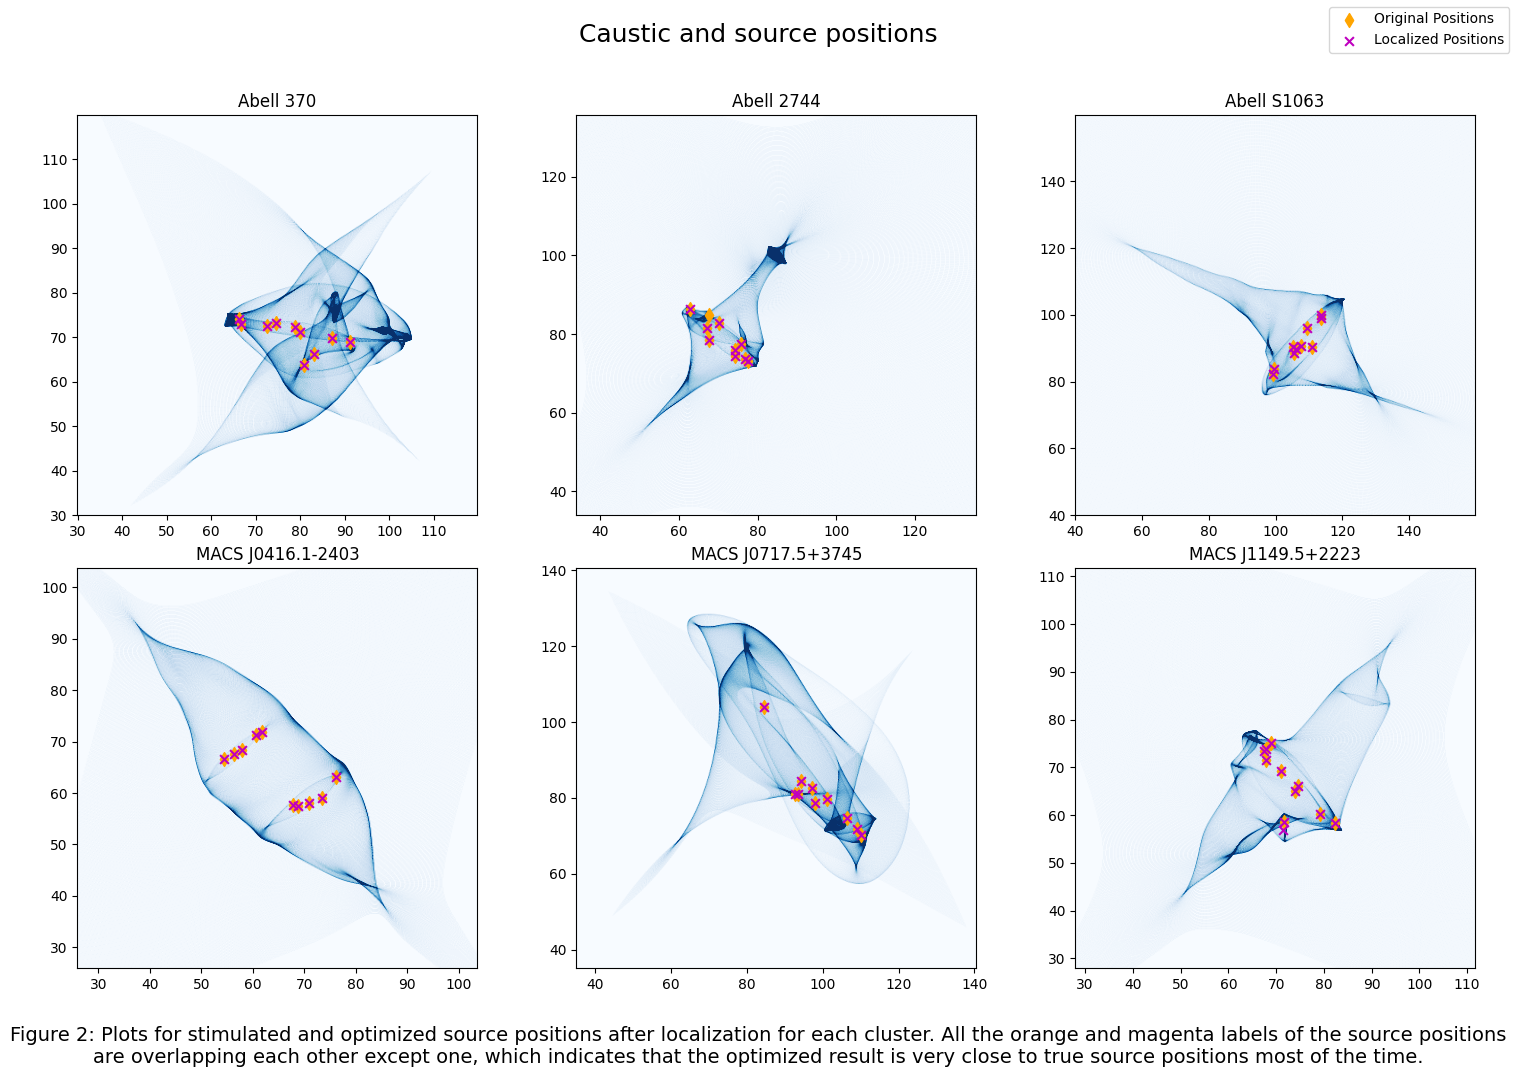 Caustic and source positions
Original Positions
Localized Positions
Abell 370
110
100
90
80
70
60
50
40
30
30 40 50 60 70 80 90 100 110
Abell 2744
120
100
80
60
40
40 60 80 100 120
Abell S1063
140
120
100
80
60
40
40 60 80 100 120 140
MACS J0416.1-2403
100
90
80
70
60
50
40
30
30 40 50 60 70 80 90 100
MACS J0717.5+3745
140
120
100
80
60
40
40 60 80 100 120 140
MACS J1149.5+2223
110
100
90
80
70
60
50
40
30
30 40 50 60 70 80 90 100 110
Figure 2: Plots for stimulated and optimized source positions after localization for each cluster. All the orange and magenta labels of the source positions
are overlapping each other except one, which indicates that the optimized result is very close to true source positions most of the time.